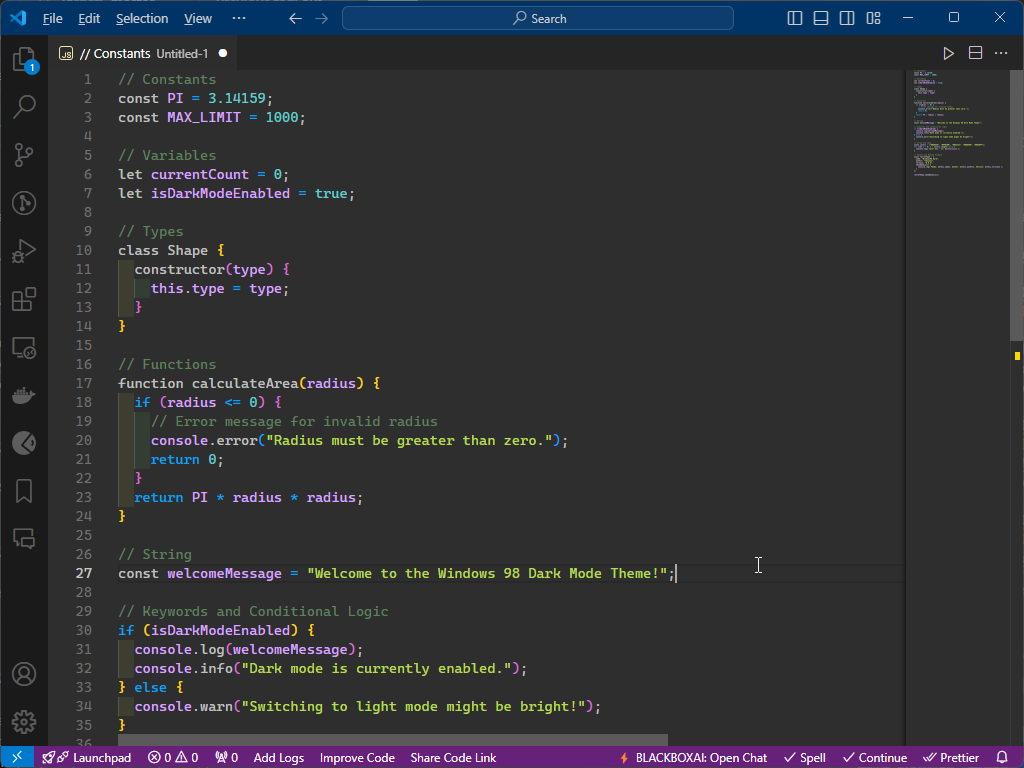 File Edit Selection View ··· Search
JS // Constants Untitled-1
1
1 // Constants
2 const PI = 3.14159;
3 const MAX_LIMIT = 1000;
4
5 // Variables
6 let currentCount = 0;
7 let isDarkModeEnabled = true;
8
9 // Types
10 class Shape {
11 constructor(type) {
12 this.type = type;
13 }
14 }
15
16 // Functions
17 function calculateArea(radius) {
18 if (radius <= 0) {
19 // Error message for invalid radius
20 console.error("Radius must be greater than zero.");
21 return 0;
22 }
23 return PI * radius * radius;
24 }
25
26 // String
27 const welcomeMessage = "Welcome to the Windows 98 Dark Mode Theme!";
28
29 // Keywords and Conditional Logic
30 if (isDarkModeEnabled) {
31 console.log(welcomeMessage);
32 console.info("Dark mode is currently enabled.");
33 } else {
34 console.warn("Switching to light mode might be bright!");
35 }
36
Launchpad 0 0 0 Add Logs Improve Code Share Code Link BLACKBOXAI: Open Chat Spell Continue Prettier